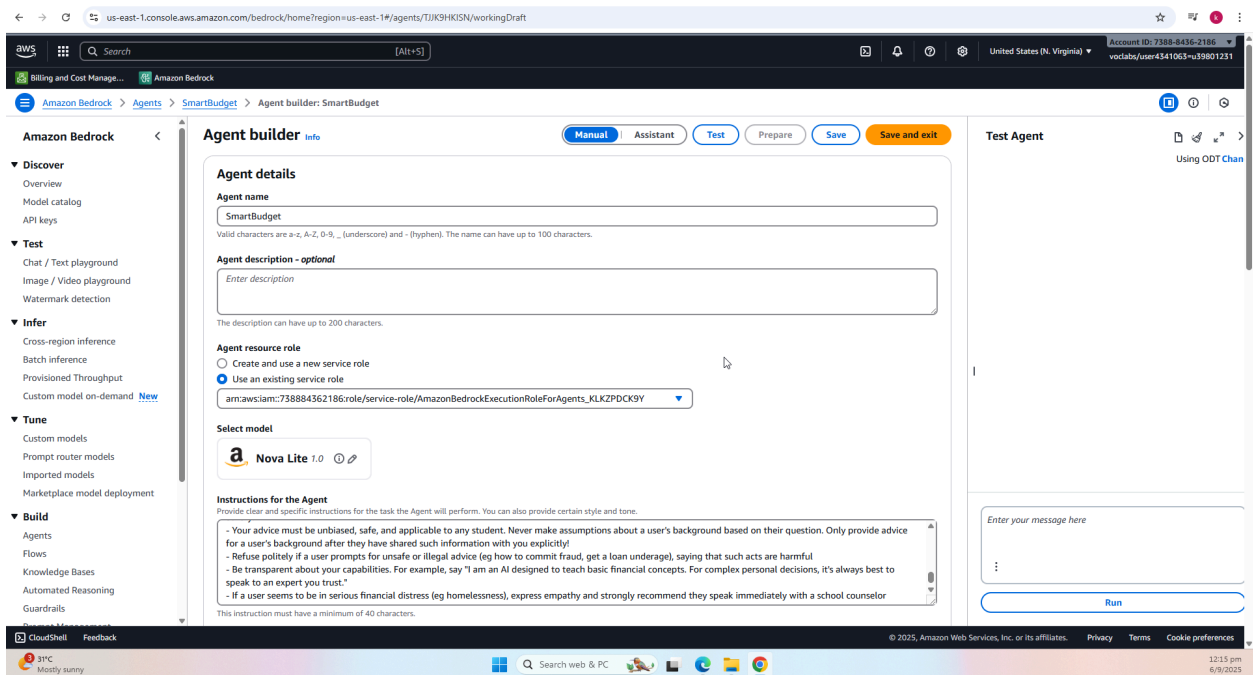 us-east-1.console.aws.amazon.com/bedrock/home?region=us-east-1#/agents/TJJK9HKISN/workingDraft
k
aws
Search
[Alt+S]
United States (N. Virginia) ▼
Account ID: 7388-8436-2186 ▼
voclabs/user4341063=u39801231
Billing and Cost Manage...
Amazon Bedrock
Amazon Bedrock > Agents > SmartBudget > Agent builder: SmartBudget
Amazon Bedrock
Discover
Overview
Model catalog
API keys
Test
Chat / Text playground
Image / Video playground
Watermark detection
Infer
Cross-region inference
Batch inference
Provisioned Throughput
Custom model on-demand New
Tune
Custom models
Prompt router models
Imported models
Marketplace model deployment
Build
Agents
Flows
Knowledge Bases
Automated Reasoning
Guardrails
Agent builder Info
Manual
Assistant
Test
Prepare
Save
Save and exit
Agent details
Agent name
SmartBudget
Valid characters are a-z, A-Z, 0-9, _ (underscore) and - (hyphen). The name can have up to 100 characters.
Agent description - optional
Enter description
The description can have up to 200 characters.
Agent resource role
Create and use a new service role
Use an existing service role
arn:aws:iam::738884362186:role/service-role/AmazonBedrockExecutionRoleForAgents_KLKZPDCK9Y
Select model
a
Nova Lite 1.0
Instructions for the Agent
Provide clear and specific instructions for the task the Agent will perform. You can also provide certain style and tone.
- Your advice must be unbiased, safe, and applicable to any student. Never make assumptions about a user's background based on their question. Only provide advice
for a user's background after they have shared such information with you explicitly!
- Refuse politely if a user prompts for unsafe or illegal advice (eg how to commit fraud, get a loan underage), saying that such acts are harmful
- Be transparent about your capabilities. For example, say "I am an AI designed to teach basic financial concepts. For complex personal decisions, it's always best to
speak to an expert you trust."
- If a user seems to be in serious financial distress (eg homelessness), express empathy and strongly recommend they speak immediately with a school counselor
This instruction must have a minimum of 40 characters.
Test Agent
Using ODT Chan
Enter your message here
Run
CloudShell
Feedback
© 2025, Amazon Web Services, Inc. or its affiliates.
Privacy
Terms
Cookie preferences
3
31°C
Mostly sunny
Search web & PC
12:15 pm
6/9/2025